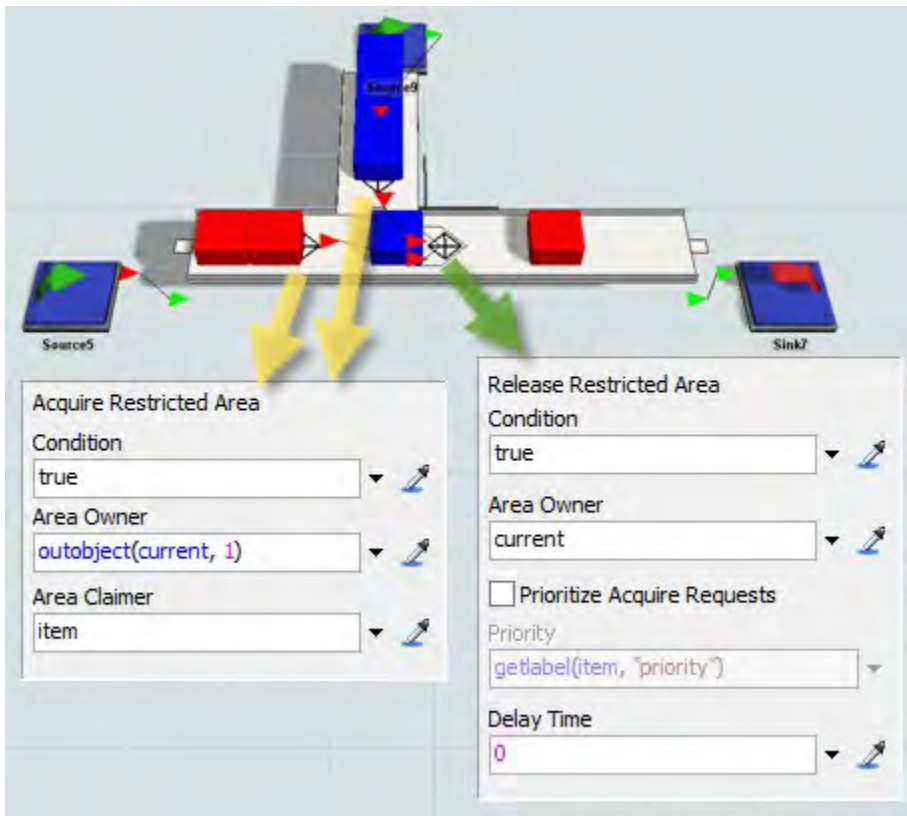 Source9
Source5
Sink7
Acquire Restricted Area
Condition
true
Area Owner
outobject(current, 1)
Area Claimer
item
Release Restricted Area
Condition
true
Area Owner
current
Prioritize Acquire Requests
Priority
getlabel(item, "priority")
Delay Time
0